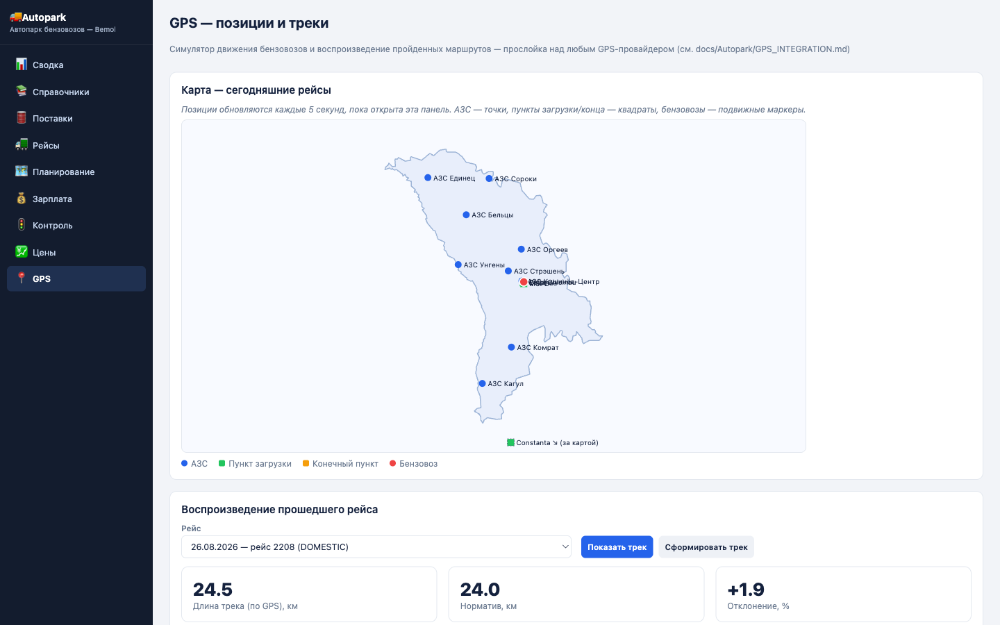 Autopark
Автопарк бензовозов — Bemol
Сводка
Справочники
Поставки
Рейсы
Планирование
Зарплата
Контроль
Цены
GPS
GPS — позиции и треки
Симулятор движения бензовозов и воспроизведение пройденных маршрутов — прослойка над любым GPS-провайдером (см. docs/Autopark/GPS_INTEGRATION.md)
Карта — сегодняшние рейсы
Позиции обновляются каждые 5 секунд, пока открыта эта панель. АЗС — точки, пункты загрузки/конца — квадраты, бензовозы — подвижные маркеры.
АЗС Единец
АЗС Сороки
АЗС Бельцы
АЗС Оргеев
АЗС Унгены
АЗС Стрэшень
Центр
АЗС Комрат
АЗС Кагул
Constanta ↘ (за картой)
АЗС
Пункт загрузки
Конечный пункт
Бензовоз
Воспроизведение прошедшего рейса
Рейс
26.08.2026 — рейс 2208 (DOMESTIC)
Показать трек
Сформировать трек
24.5
Длина трека (по GPS), км
24.0
Норматив, км
+1.9
Отклонение, %